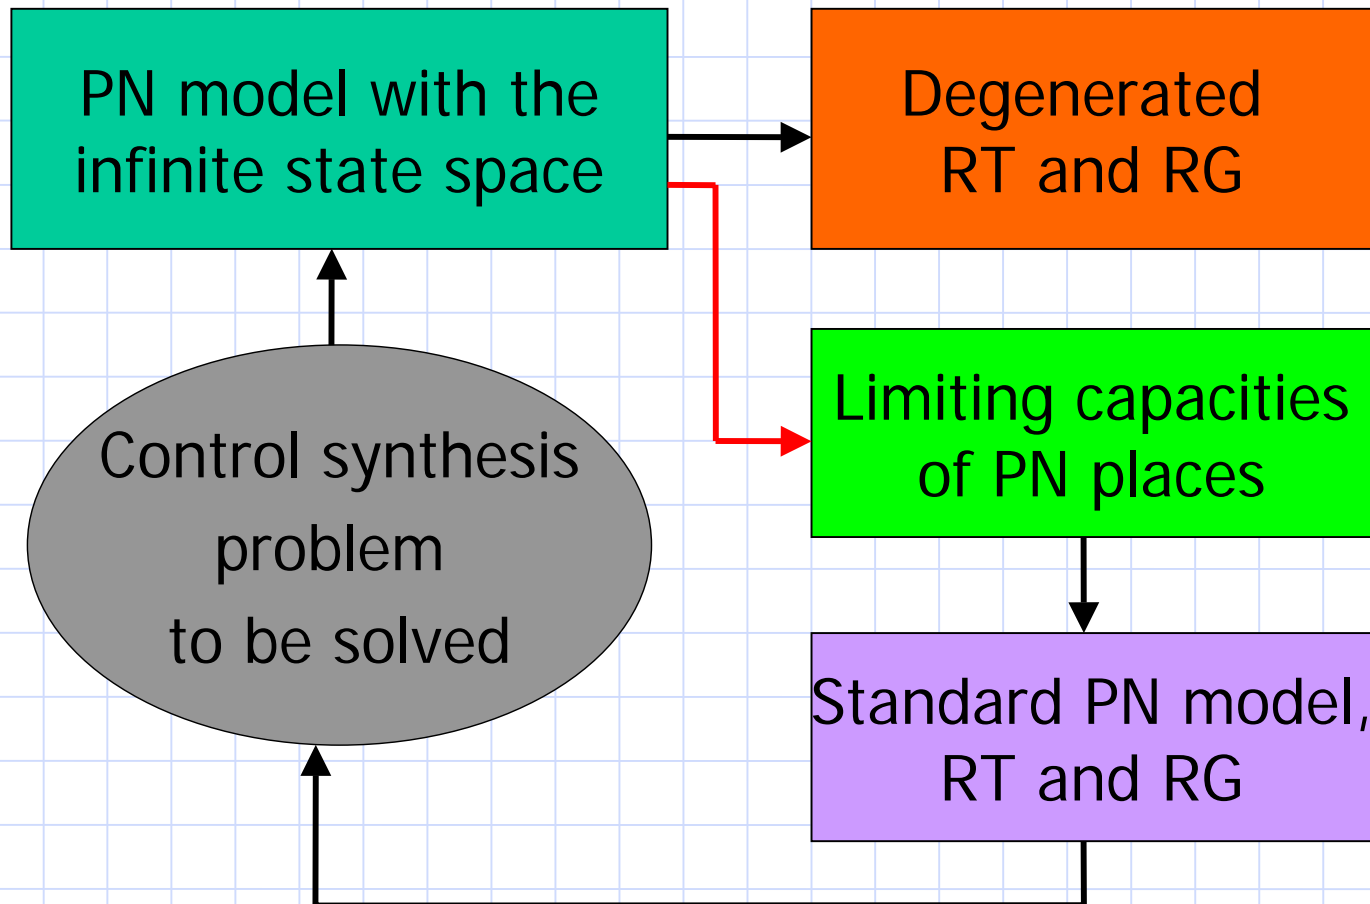 PN model with the
infinite state space
Degenerated
RT and RG
Limiting capacities
of PN places
Control synthesis
problem
to be solved
Standard PN model,
RT and RG